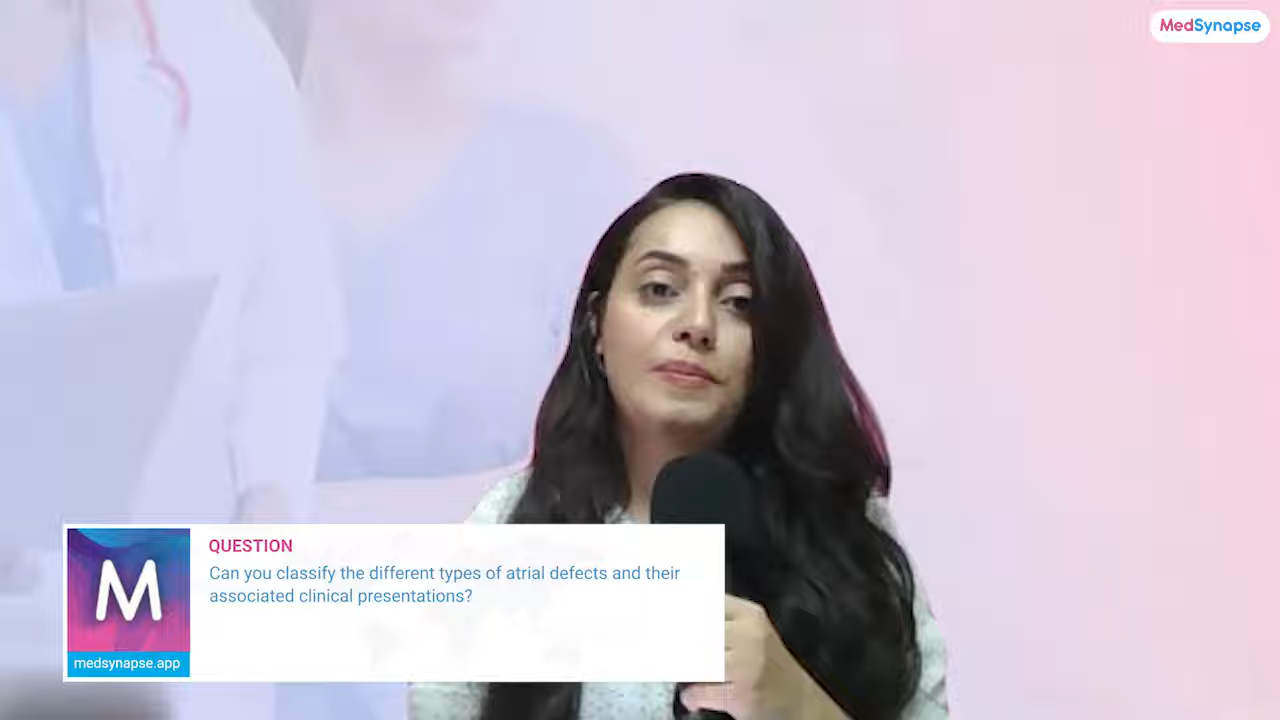 MedSynapse
M
medsynapse.app
QUESTION
Can you classify the different types of atrial defects and their
associated clinical presentations?